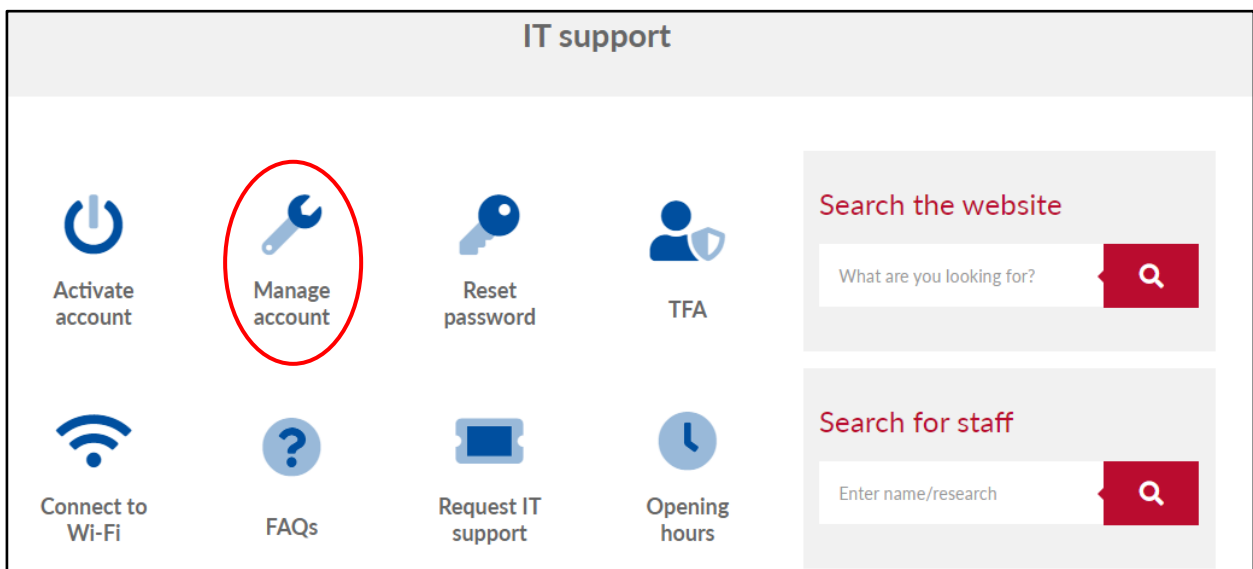 IT support
Activate
account
Manage
account
Reset
password
TFA
Connect to
Wi-Fi
FAQs
Request IT
support
Opening
hours
Search the website
What are you looking for?
Search for staff
Enter name/research